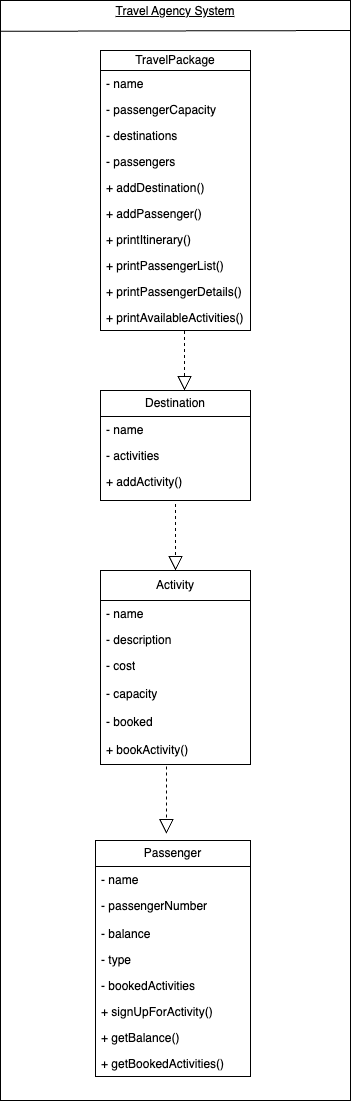 Travel Agency System
TravelPackage
- name
- passengerCapacity
- destinations
- passengers
+ addDestination()
+ addPassenger()
+ printItinerary()
+ printPassengerList()
+ printPassengerDetails()
+ printAvailableActivities()
Destination
- name
- activities
+ addActivity()
Activity
- name
- description
- cost
- capacity
- booked
+ bookActivity()
Passenger
- name
- passengerNumber
- balance
- type
- bookedActivities
+ signUpForActivity()
+ getBalance()
+ getBookedActivities()